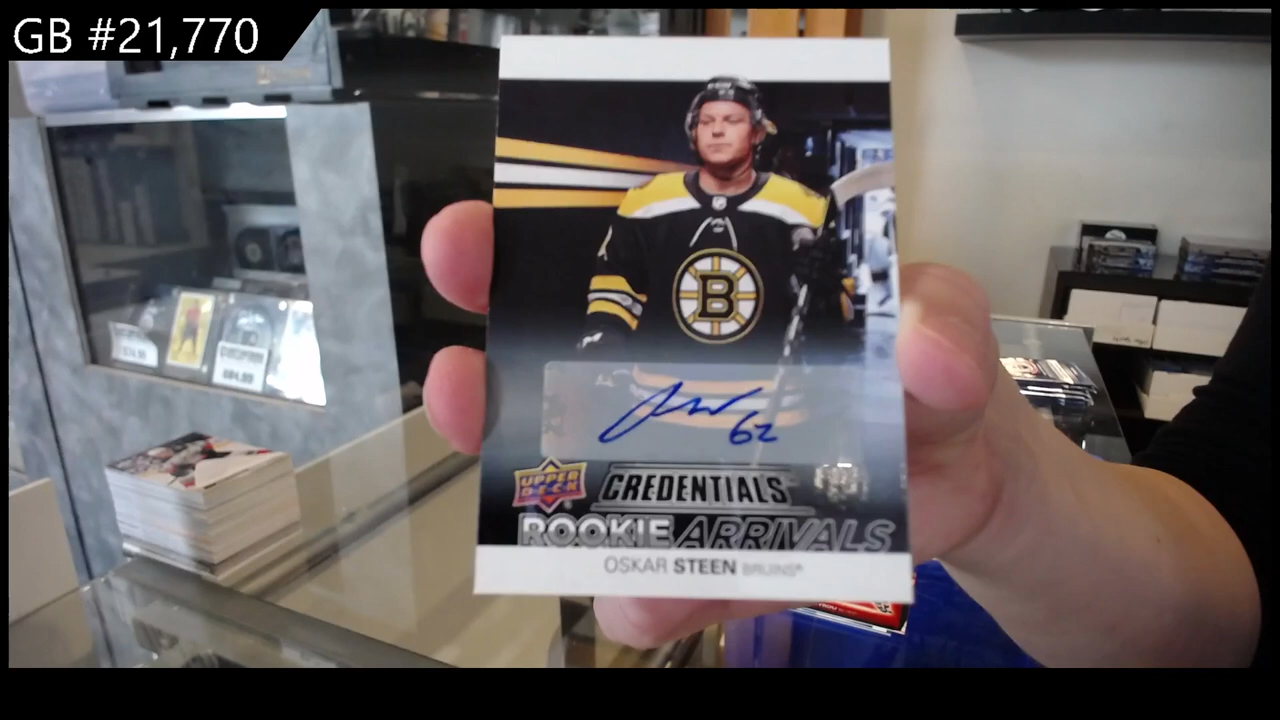 GB #21,770
B
62
UPPER
DECK
CREDENTIALS
ROOKIE ARRIVALS
OSKAR STEEN BRUINS